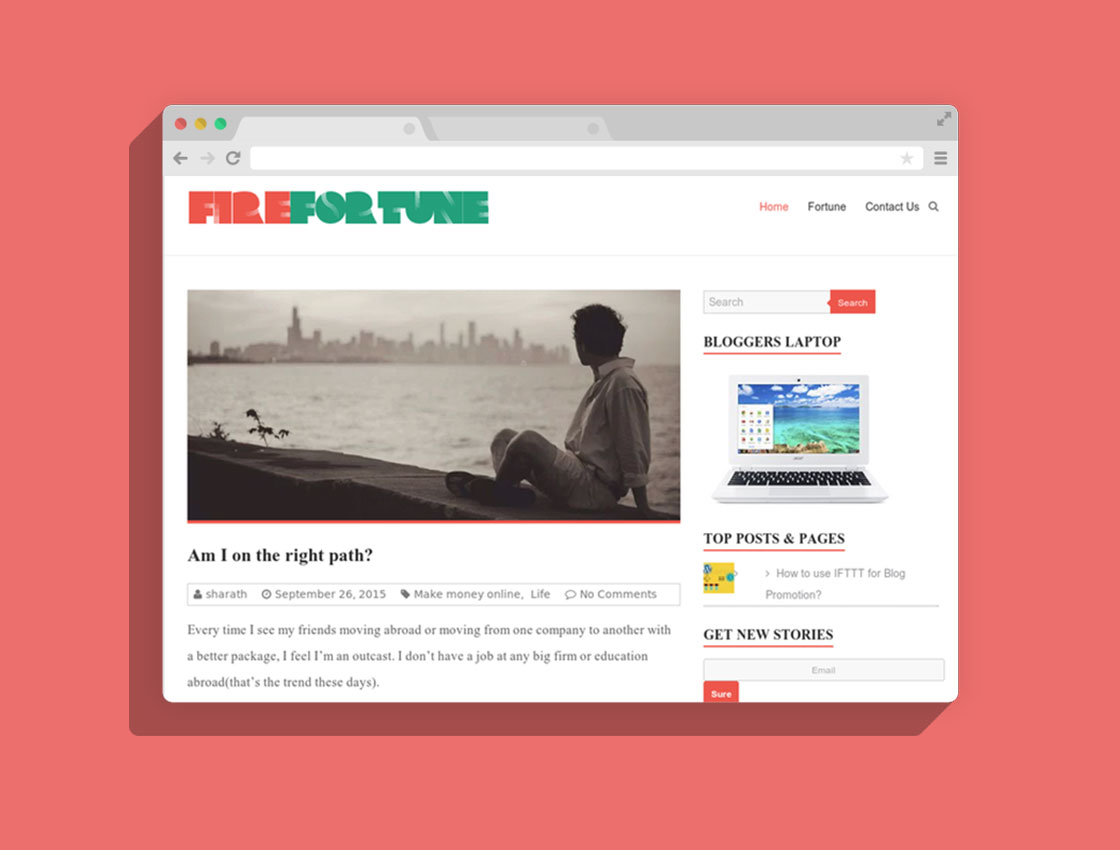 FIREFORTUNE
Home Fortune Contact Us
Search Search
BLOGGERS LAPTOP
acer
TOP POSTS & PAGES
How to use IFTTT for Blog
Promotion?
GET NEW STORIES
Email
Sure
Am I on the right path?
sharath September 26, 2015 Make money online, Life No Comments
Every time I see my friends moving abroad or moving from one company to another with
a better package, I feel I’m an outcast. I don’t have a job at any big firm or education
abroad(that’s the trend these days).